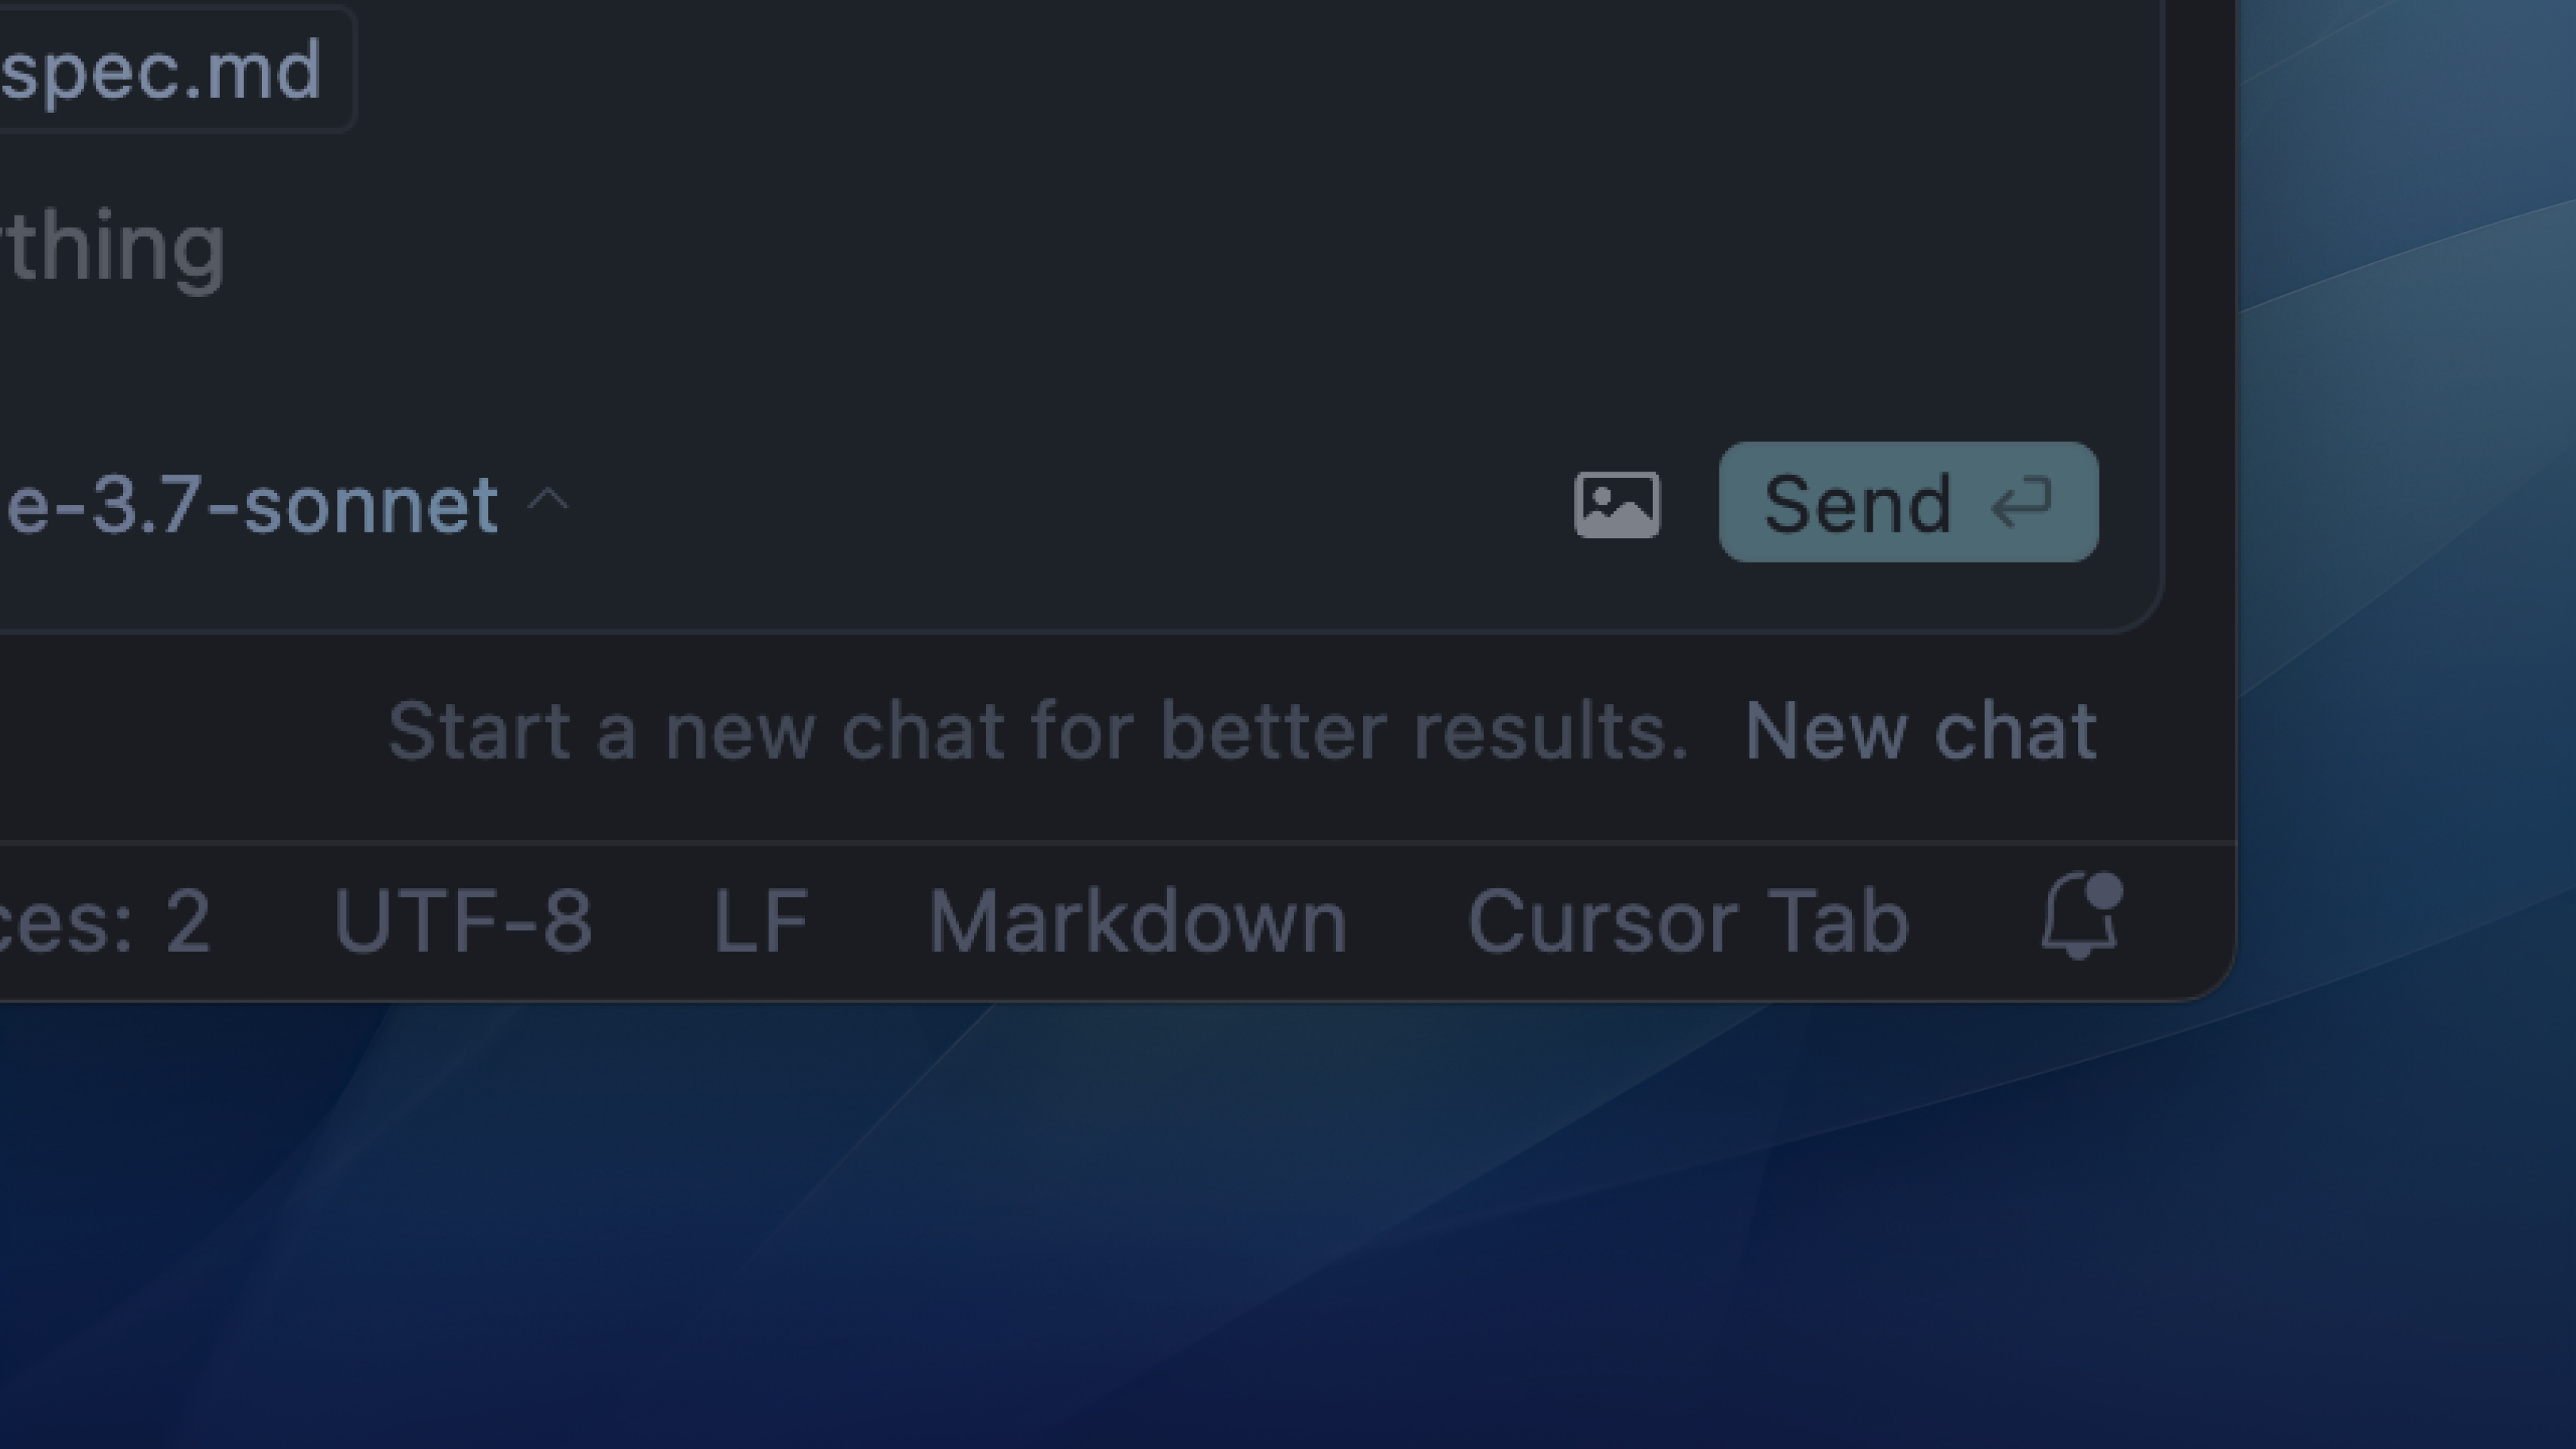 spec.md
ything
e-3.7-sonnet Send
Start a new chat for better results. New chat
ces: 2 UTF-8 LF Markdown Cursor Tab